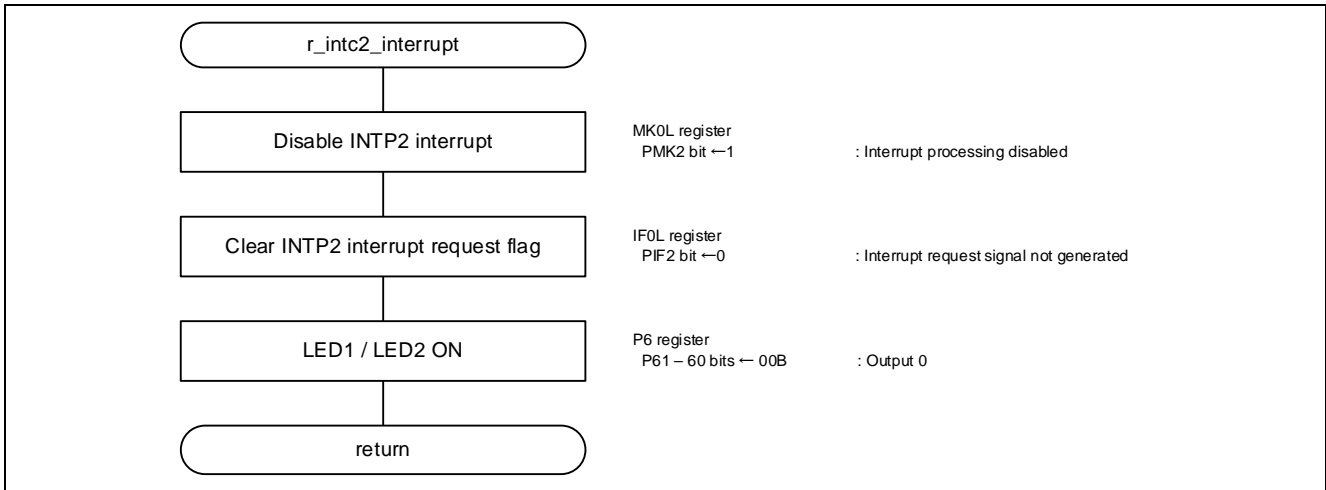 r_intc2_interrupt
Disable INTP2 interrupt
MK0L register
PMK2 bit ←1 : Interrupt processing disabled
Clear INTP2 interrupt request flag
IF0L register
PIF2 bit ←0 : Interrupt request signal not generated
LED1 / LED2 ON
P6 register
P61 – 60 bits ← 00B : Output 0
return